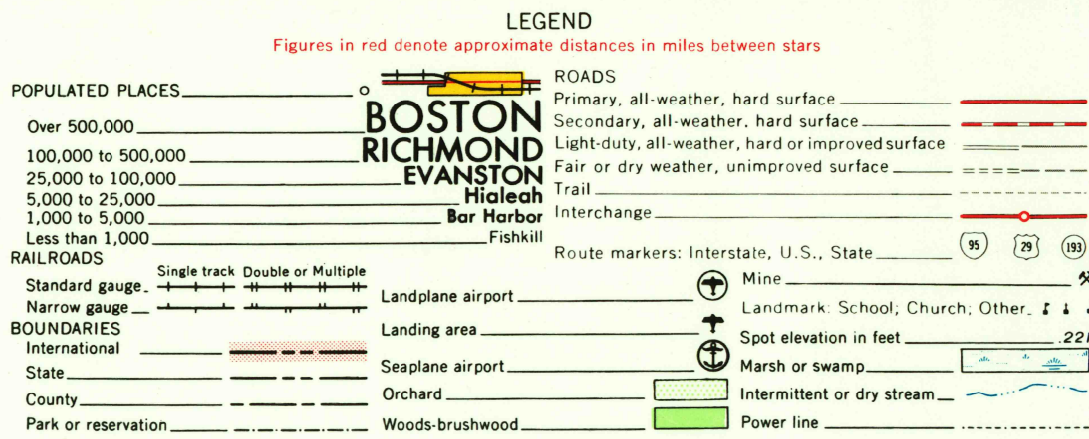 LEGEND
Figures in red denote approximate distances in miles between stars
POPULATED PLACES
Over 500,000 BOSTON
100,000 to 500,000 RICHMOND
25,000 to 100,000 EVANSTON
5,000 to 25,000 Hialeah
1,000 to 5,000 Bar Harbor
Less than 1,000 Fishkill
RAILROADS
Single track Double or Multiple
Standard gauge
Narrow gauge
BOUNDARIES
International
State
County
Park or reservation
Landplane airport
Landing area
Seaplane airport
Orchard
Woods-brushwood
ROADS
Primary, all-weather, hard surface
Secondary, all-weather, hard surface
Light-duty, all-weather, hard or improved surface
Fair or dry weather, unimproved surface
Trail
Interchange
Route markers: Interstate, U.S., State 95 29 193
Mine
Landmark: School; Church; Other
Spot elevation in feet
Marsh or swamp
Intermittent or dry stream
Power line